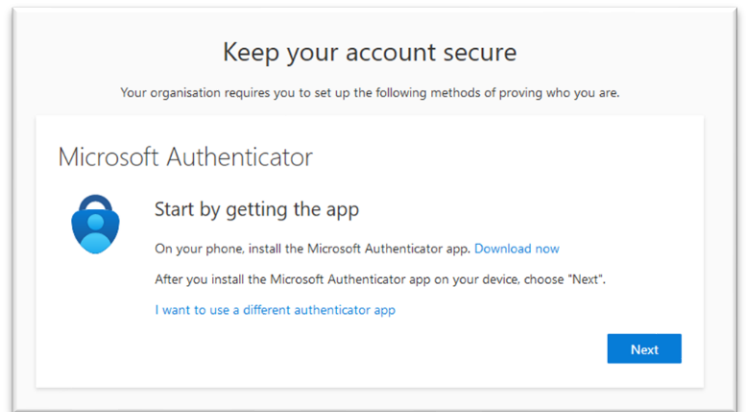 Keep your account secure
Your organisation requires you to set up the following methods of proving who you are.
Microsoft Authenticator
Start by getting the app
On your phone, install the Microsoft Authenticator app. Download now
After you install the Microsoft Authenticator app on your device, choose "Next".
I want to use a different authenticator app
Next